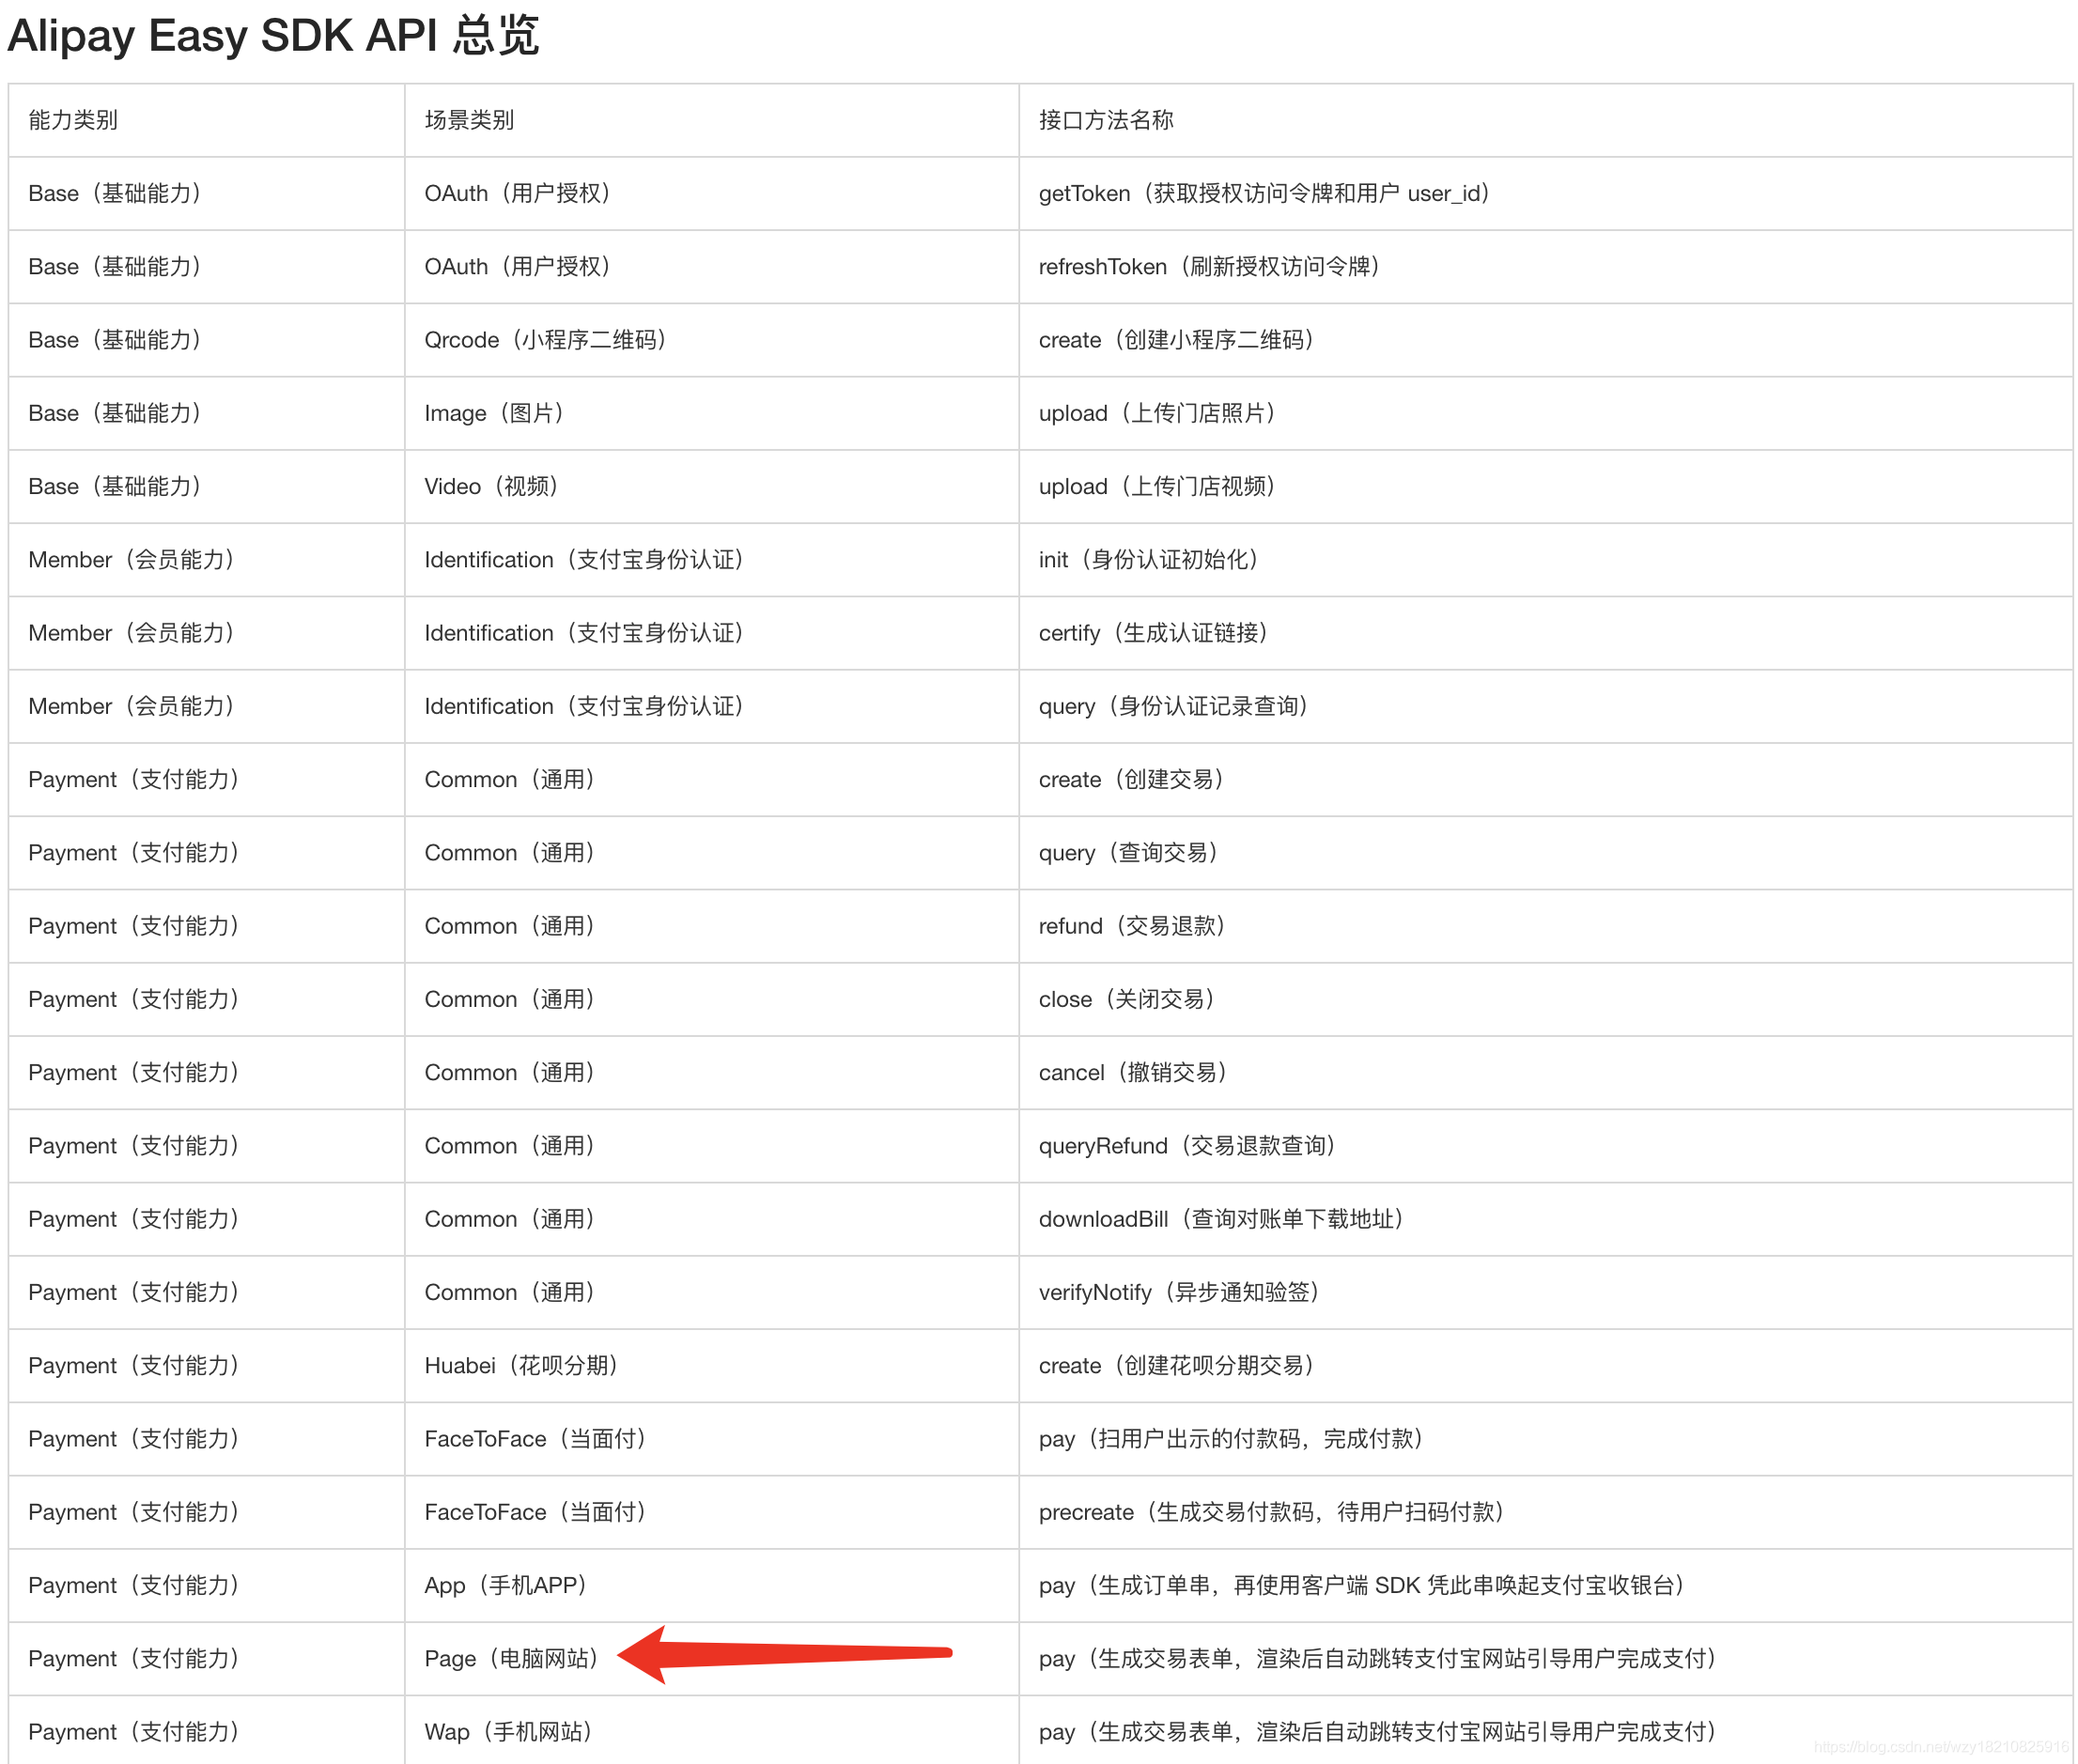 Alipay Easy SDK API 总览
能力类别 场景类别 接口方法名称
Base（基础能力） OAuth（用户授权） getToken（获取授权访问令牌和用户 user_id）
Base（基础能力） OAuth（用户授权） refreshToken（刷新授权访问令牌）
Base（基础能力） Qrcode（小程序二维码） create（创建小程序二维码）
Base（基础能力） Image（图片） upload（上传门店照片）
Base（基础能力） Video（视频） upload（上传门店视频）
Member（会员能力） Identification（支付宝身份认证） init（身份认证初始化）
Member（会员能力） Identification（支付宝身份认证） certify（生成认证链接）
Member（会员能力） Identification（支付宝身份认证） query（身份认证记录查询）
Payment（支付能力） Common（通用） create（创建交易）
Payment（支付能力） Common（通用） query（查询交易）
Payment（支付能力） Common（通用） refund（交易退款）
Payment（支付能力） Common（通用） close（关闭交易）
Payment（支付能力） Common（通用） cancel（撤销交易）
Payment（支付能力） Common（通用） queryRefund（交易退款查询）
Payment（支付能力） Common（通用） downloadBill（查询对账单下载地址）
Payment（支付能力） Common（通用） verifyNotify（异步通知验签）
Payment（支付能力） Huabei（花呗分期） create（创建花呗分期交易）
Payment（支付能力） FaceToFace（当面付） pay（扫用户出示的付款码，完成付款）
Payment（支付能力） FaceToFace（当面付） precreate（生成交易付款码，待用户扫码付款）
Payment（支付能力） App（手机APP） pay（生成订单串，再使用客户端 SDK 凭此串唤起支付宝收银台）
Payment（支付能力） Page（电脑网站） pay（生成交易表单，渲染后自动跳转支付宝网站引导用户完成支付）
Payment（支付能力） Wap（手机网站） pay（生成交易表单，渲染后自动跳转支付宝网站引导用户完成支付）
https://blog.csdn.net/wzy18210825916